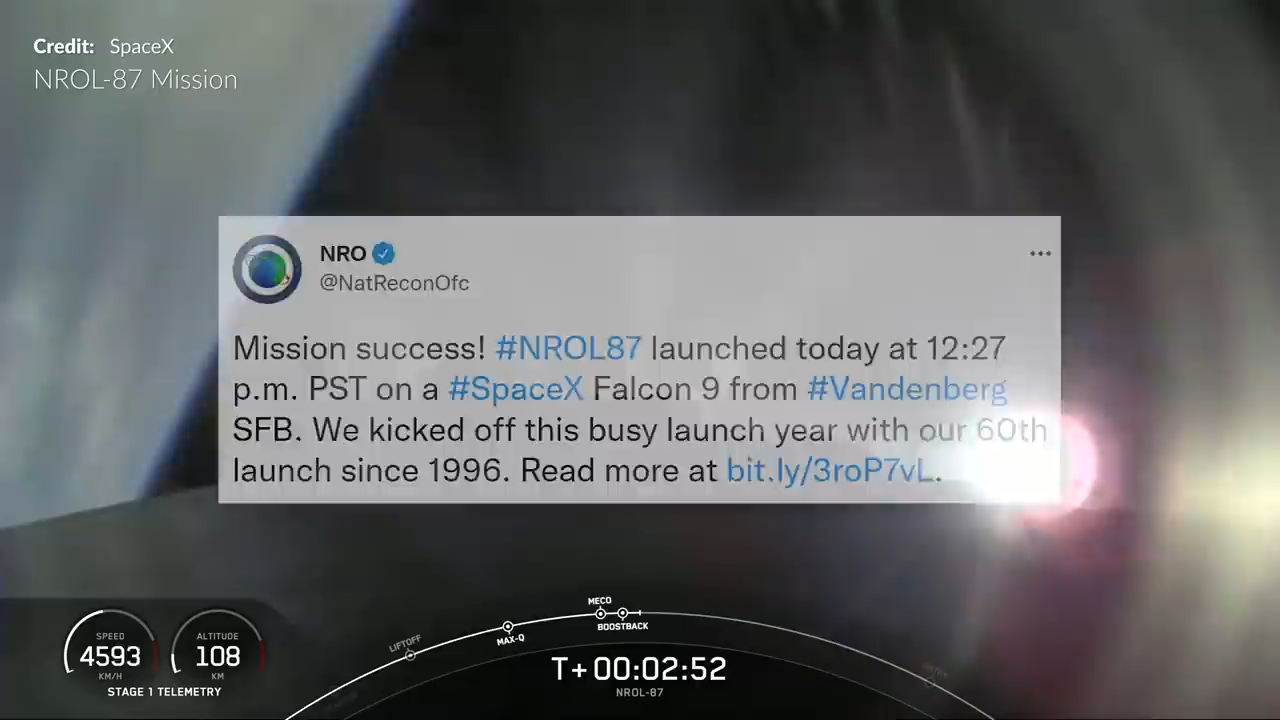 Credit: SpaceX
NROL-87 Mission
NRO
@NatReconOfc
Mission success! #NROL87 launched today at 12:27
p.m. PST on a #SpaceX Falcon 9 from #Vandenberg
SFB. We kicked off this busy launch year with our 60th
launch since 1996. Read more at bit.ly/3roP7vL.
SPEED
4593
KM/H
ALTITUDE
108
KM
STAGE 1 TELEMETRY
LIFTOFF
MAX-Q
MECO
BOOSTBACK
T+00:02:52
NROL-87